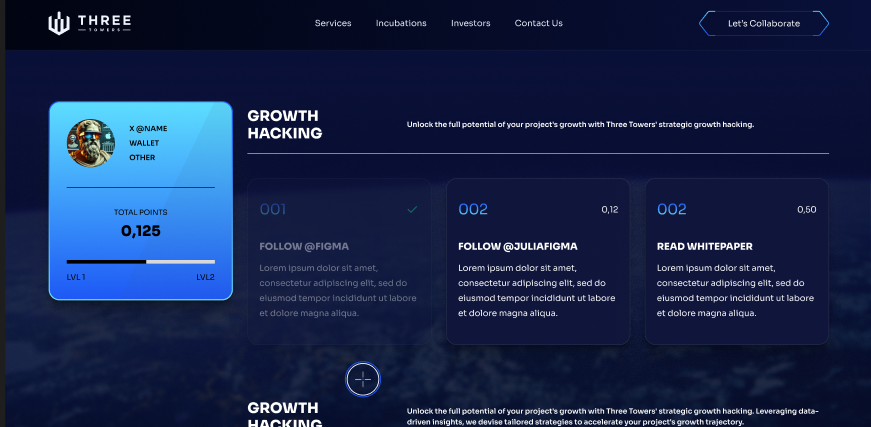 THREE
TOWERS
Services
Incubations
Investors
Contact Us
Let's Collaborate
X @NAME
WALLET
OTHER
TOTAL POINTS
0,125
LVL 1
LVL2
GROWTH
HACKING
Unlock the full potential of your project's growth with Three Towers' strategic growth hacking.
001
FOLLOW @FIGMA
Lorem ipsum dolor sit amet,
consectetur adipiscing elit, sed do
eiusmod tempor incididunt ut labore
et dolore magna aliqua.
002
0,12
FOLLOW @JULIAFIGMA
Lorem ipsum dolor sit amet,
consectetur adipiscing elit, sed do
eiusmod tempor incididunt ut labore
et dolore magna aliqua.
002
0,50
READ WHITEPAPER
Lorem ipsum dolor sit amet,
consectetur adipiscing elit, sed do
eiusmod tempor incididunt ut labore
et dolore magna aliqua.
GROWTH
HACKING
Unlock the full potential of your project's growth with Three Towers' strategic growth hacking. Leveraging data-
driven insights, we devise tailored strategies to accelerate your project's growth trajectory.